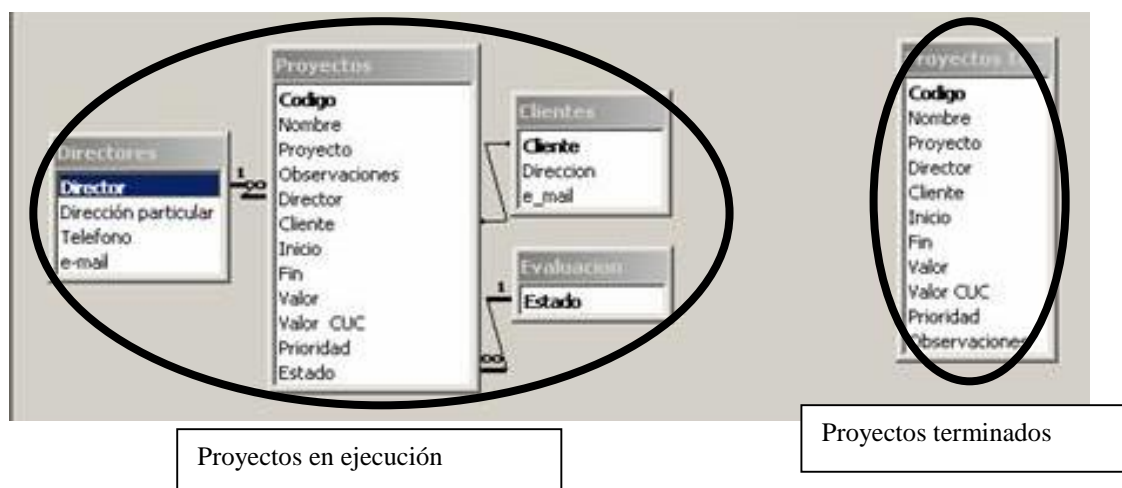 Directores
Director
Dirección particular
Telefono
e-mail
1
∞
Proyectos
Codigo
Nombre
Proyecto
Observaciones
Director
Cliente
Inicio
Fin
Valor
Valor CUC
Prioridad
Estado
Clientes
Cliente
Direccion
e_mail
Evaluacion
Estado
1
∞
Proyectos
Codigo
Nombre
Proyecto
Director
Cliente
Inicio
Fin
Valor
Valor CUC
Prioridad
Observaciones
Proyectos en ejecución
Proyectos terminados